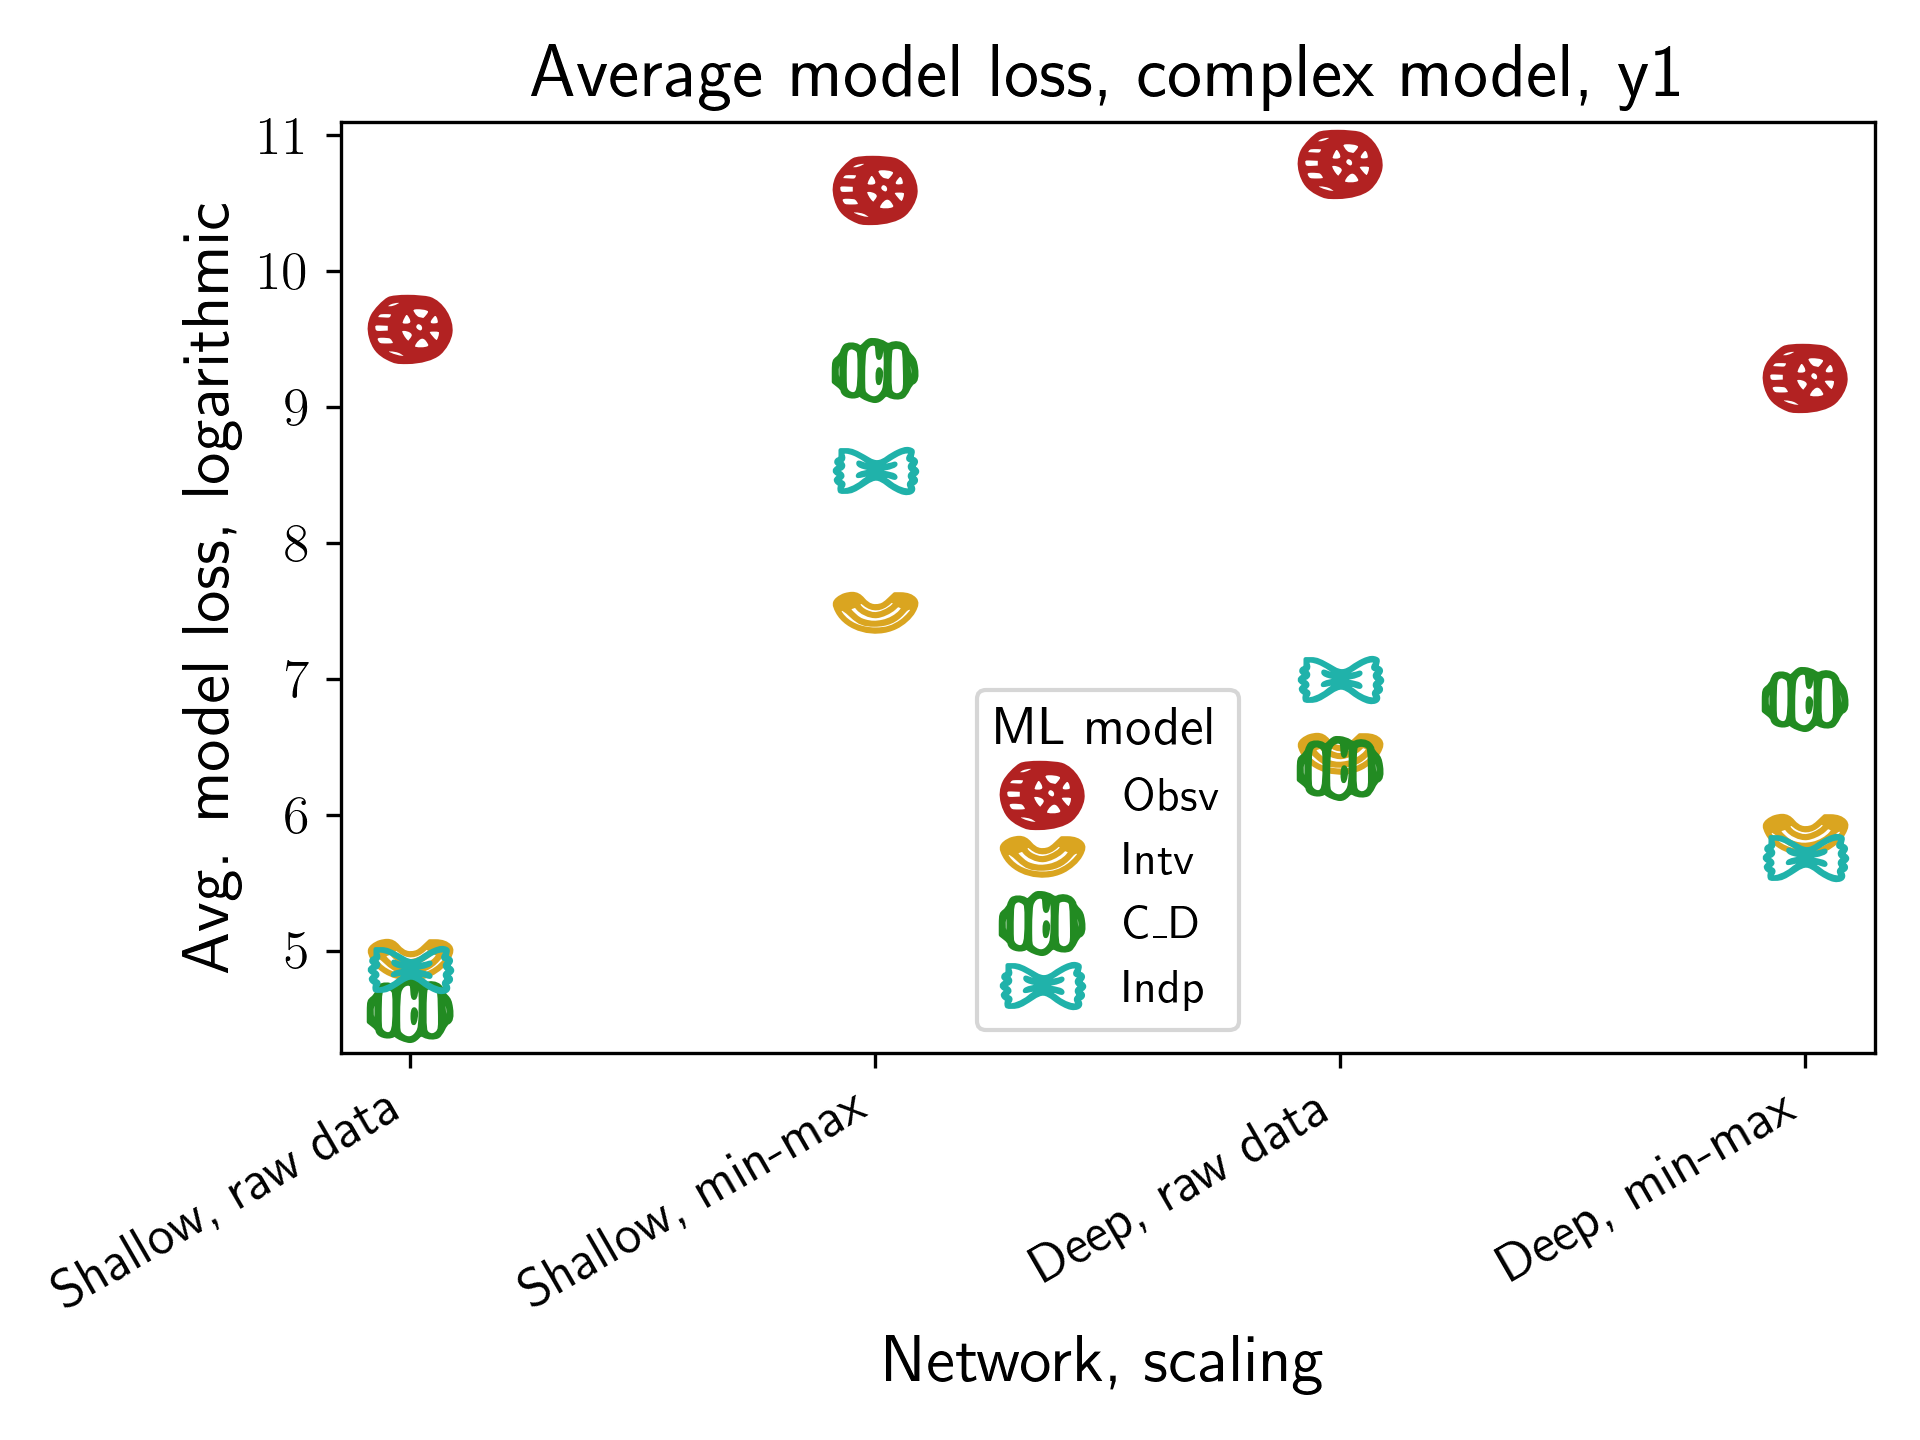 Average model loss, complex model, y1
Avg. model loss, logarithmic
11
10
9
8
7
6
5
ML model
Obsv
Intv
C_D
Indp
Shallow, raw data
Shallow, min-max
Deep, raw data
Deep, min-max
Network, scaling